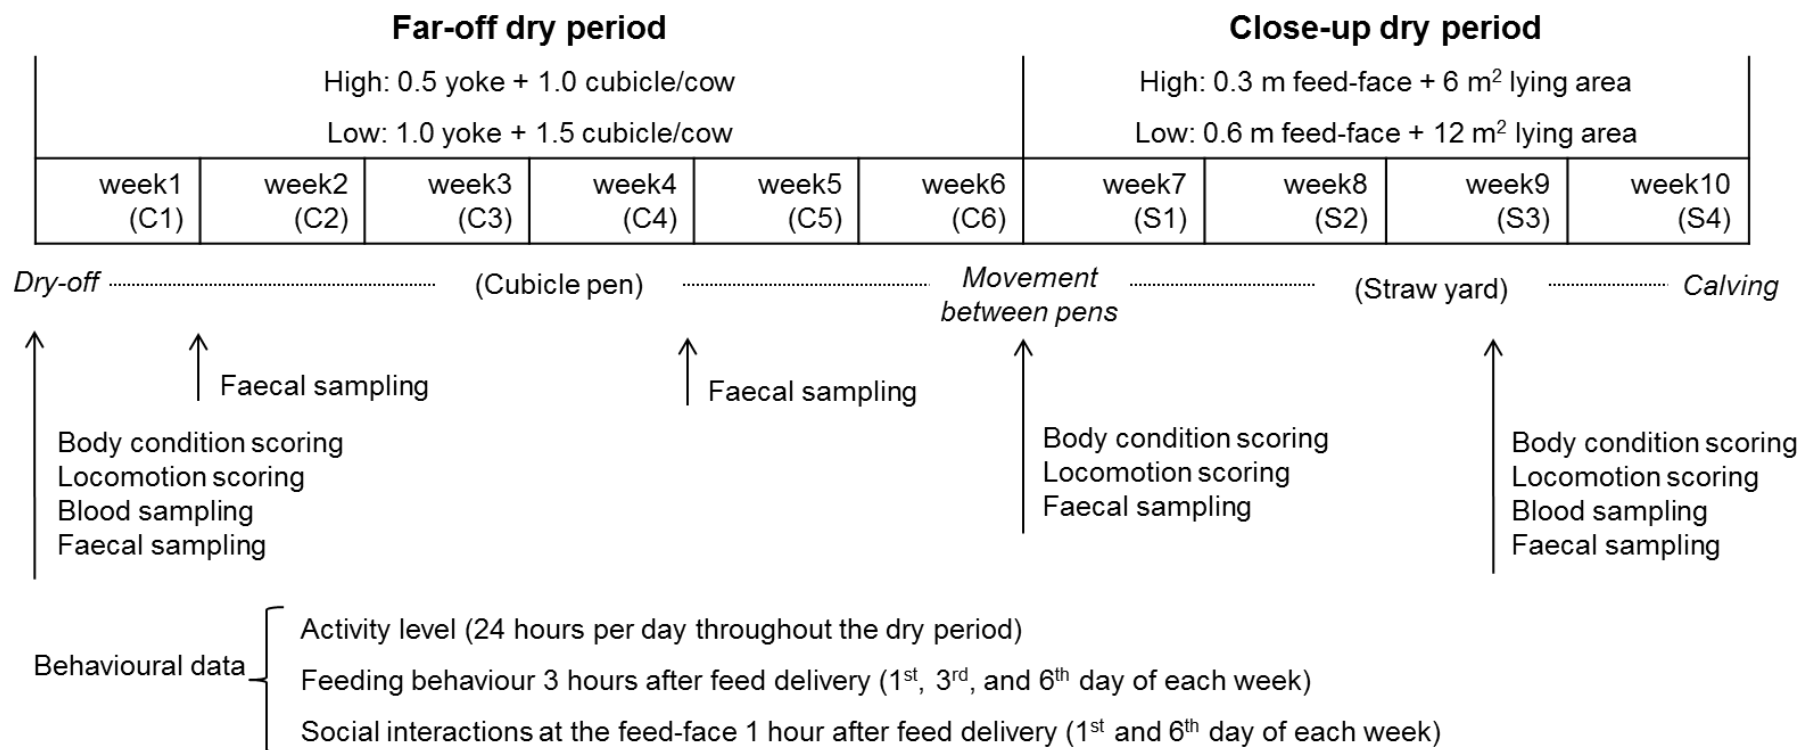 Far-off dry period
Close-up dry period
High: 0.5 yoke + 1.0 cubicle/cow
High: 0.3 m feed-face + 6 m² lying area
Low: 1.0 yoke + 1.5 cubicle/cow
Low: 0.6 m feed-face + 12 m² lying area
week1 (C1)
week2 (C2)
week3 (C3)
week4 (C4)
week5 (C5)
week6 (C6)
week7 (S1)
week8 (S2)
week9 (S3)
week10 (S4)
Dry-off
(Cubicle pen)
Movement
between pens
(Straw yard)
Calving
Faecal sampling
Faecal sampling
Body condition scoring
Locomotion scoring
Blood sampling
Faecal sampling
Body condition scoring
Locomotion scoring
Faecal sampling
Body condition scoring
Locomotion scoring
Blood sampling
Faecal sampling
Behavioural data
Activity level (24 hours per day throughout the dry period)
Feeding behaviour 3 hours after feed delivery (1st, 3rd, and 6th day of each week)
Social interactions at the feed-face 1 hour after feed delivery (1st and 6th day of each week)